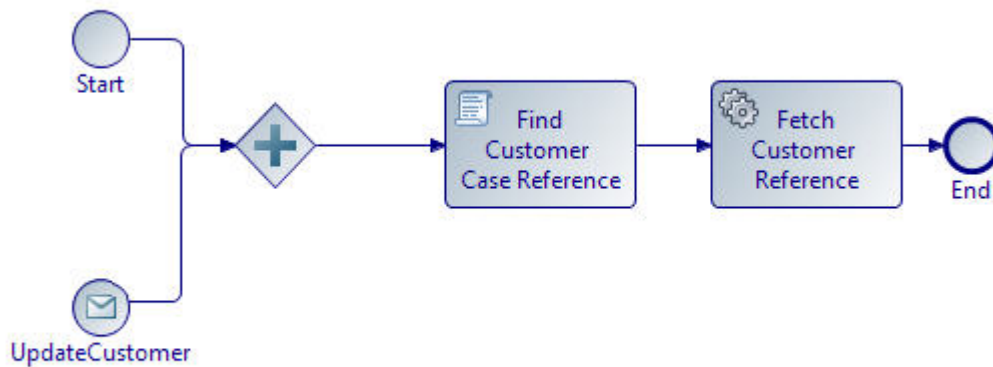 Start
Find
Customer
Case Reference
Fetch
Customer
Reference
End
UpdateCustomer